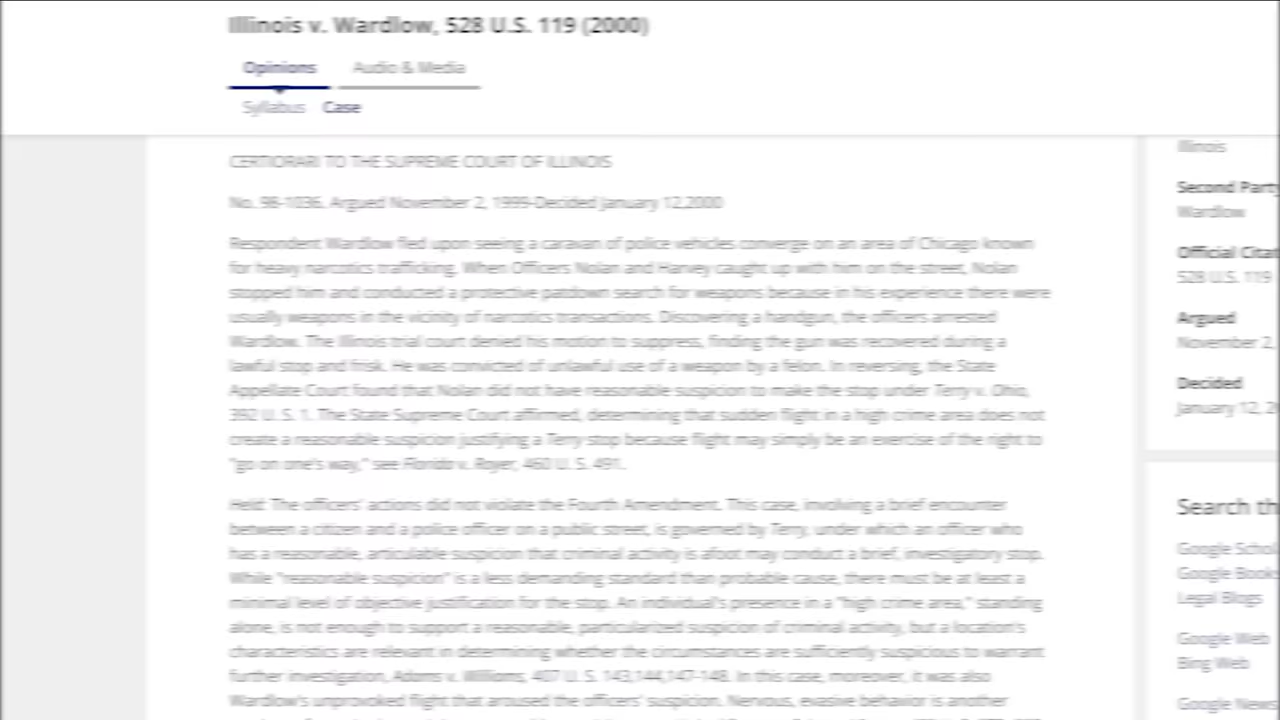 Illinois v. Wardlow, 528 U.S. 119 (2000)
Opinions Audio & Media
Syllabus Case
CERTIORARI TO THE SUPREME COURT OF ILLINOIS
No. 98-1036. Argued November 2, 1999-Decided January 12,2000
Respondent Wardlow fled upon seeing a caravan of police vehicles converge on an area of Chicago known
for heavy narcotics trafficking. When Officers Nolan and Harvey caught up with him on the street, Nolan
stopped him and conducted a protective patdown search for weapons because in his experience there were
usually weapons in the vicinity of narcotics transactions. Discovering a handgun, the officers arrested
Wardlow. The Illinois trial court denied his motion to suppress, finding the gun was recovered during a
lawful stop and frisk. He was convicted of unlawful use of a weapon by a felon. In reversing, the State
Appellate Court found that Nolan did not have reasonable suspicion to make the stop under Terry v. Ohio,
392 U. S. 1. The State Supreme Court affirmed, determining that sudden flight in a high crime area does not
create a reasonable suspicion justifying a Terry stop because flight may simply be an exercise of the right to
"go on one's way," see Florida v. Royer, 460 U. S. 491.
Held: The officers' actions did not violate the Fourth Amendment. This case, involving a brief encounter
between a citizen and a police officer on a public street, is governed by Terry, under which an officer who
has a reasonable, articulable suspicion that criminal activity is afoot may conduct a brief, investigatory stop.
While "reasonable suspicion" is a less demanding standard than probable cause, there must be at least a
minimal level of objective justification for the stop. An individual's presence in a "high crime area," standing
alone, is not enough to support a reasonable, particularized suspicion of criminal activity, but a location's
characteristics are relevant in determining whether the circumstances are sufficiently suspicious to warrant
further investigation, Adams v. Williams, 407 U. S. 143,144,147-148. In this case, moreover, it was also
Wardlow's unprovoked flight that aroused the officers' suspicion. Nervous, evasive behavior is another
Illinois
Second Party
Wardlow
Official Citat
528 U.S. 119
Argued
November 2,
Decided
January 12, 2
Search th
Google Schol
Google Book
Legal Blogs
Google Web
Bing Web
Google News